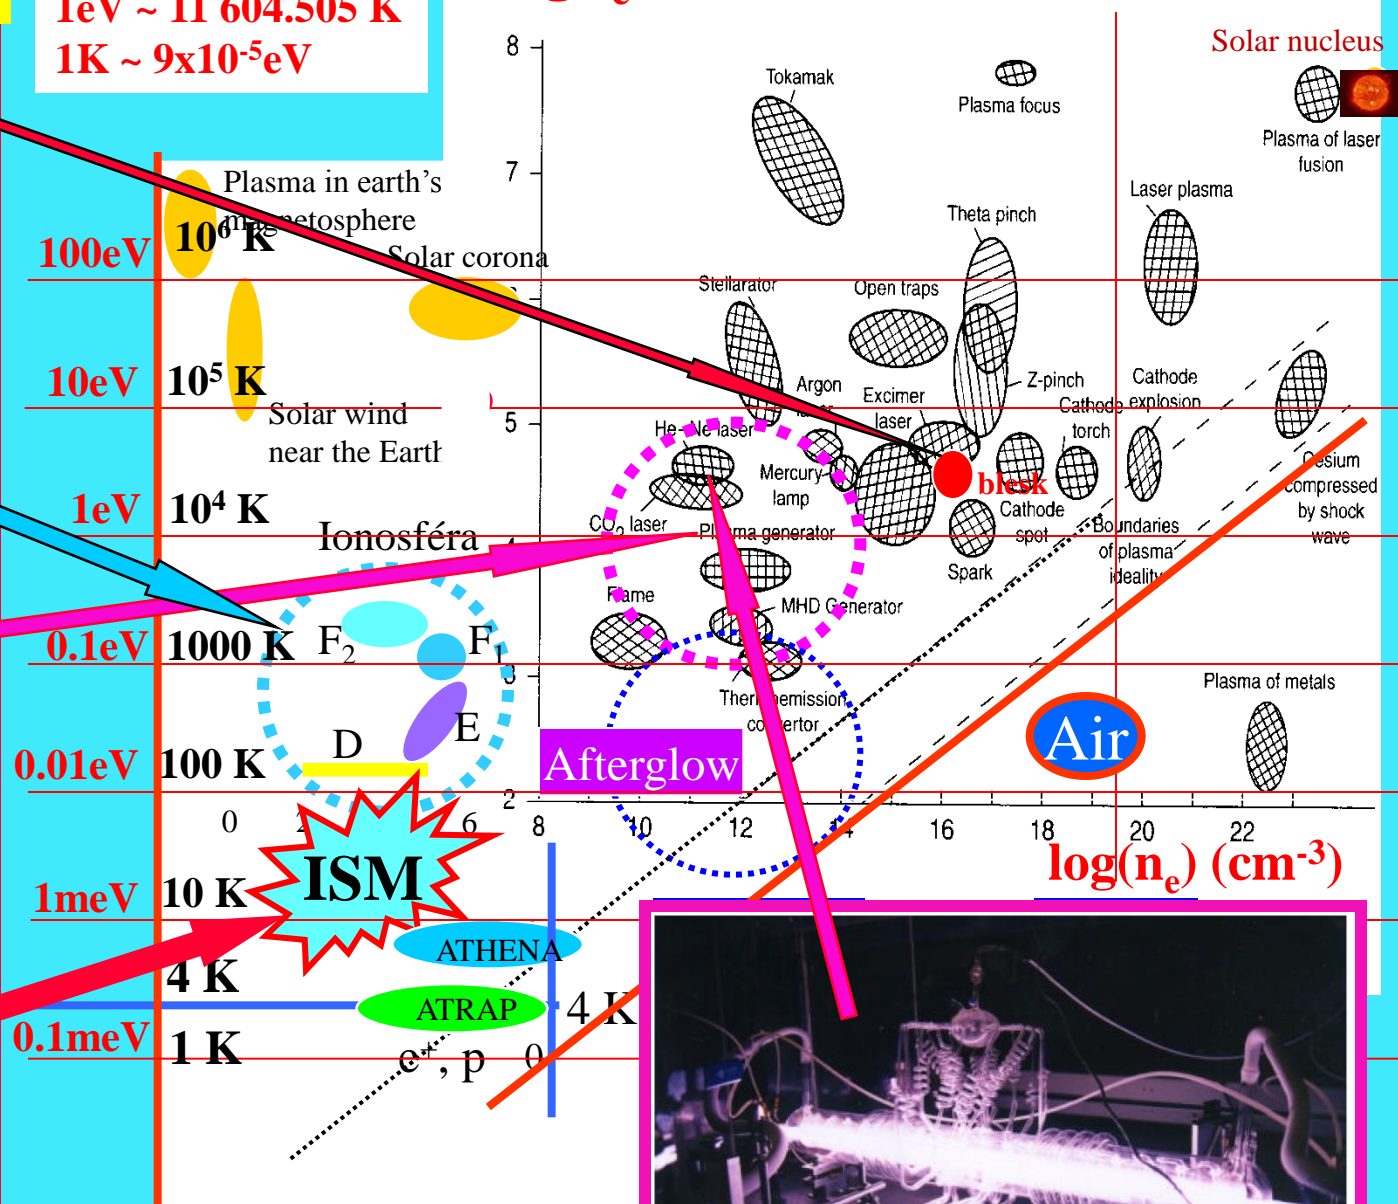 1eV ~ 11 604.505 K
1K ~ 9x10⁻⁵eV
8
7
5
2
Solar nucleus
Tokamak
Plasma focus
Plasma of laser
fusion
Plasma in earth's
magnetosphere
Laser plasma
Theta pinch
100eV
10⁶ K
Solar corona
Stellarator
Open traps
10eV
10⁵ K
Argon
Excimer
laser
Z-pinch
Cathode
explosion
Cathode
torch
Solar wind
near the Earth
He-Ne laser
Mercury
lamp
blesk
Cesium
compressed
by shock
wave
1eV
10⁴ K
CO₂ laser
Cathode
spot
Boundaries
of plasma
ideality
Ionosféra
Plasma generator
Spark
Flame
MHD Generator
0.1eV
1000 K
F₂
F₁
3
Plasma of metals
E
D
Air
0.01eV
100 K
Afterglow
0
6
8
10
12
14
16
18
20
22
log(nₑ) (cm⁻³)
1meV
10 K
ISM
ATHENA
4 K
ATRAP
4 K
0.1meV
1 K
e⁺, p
0